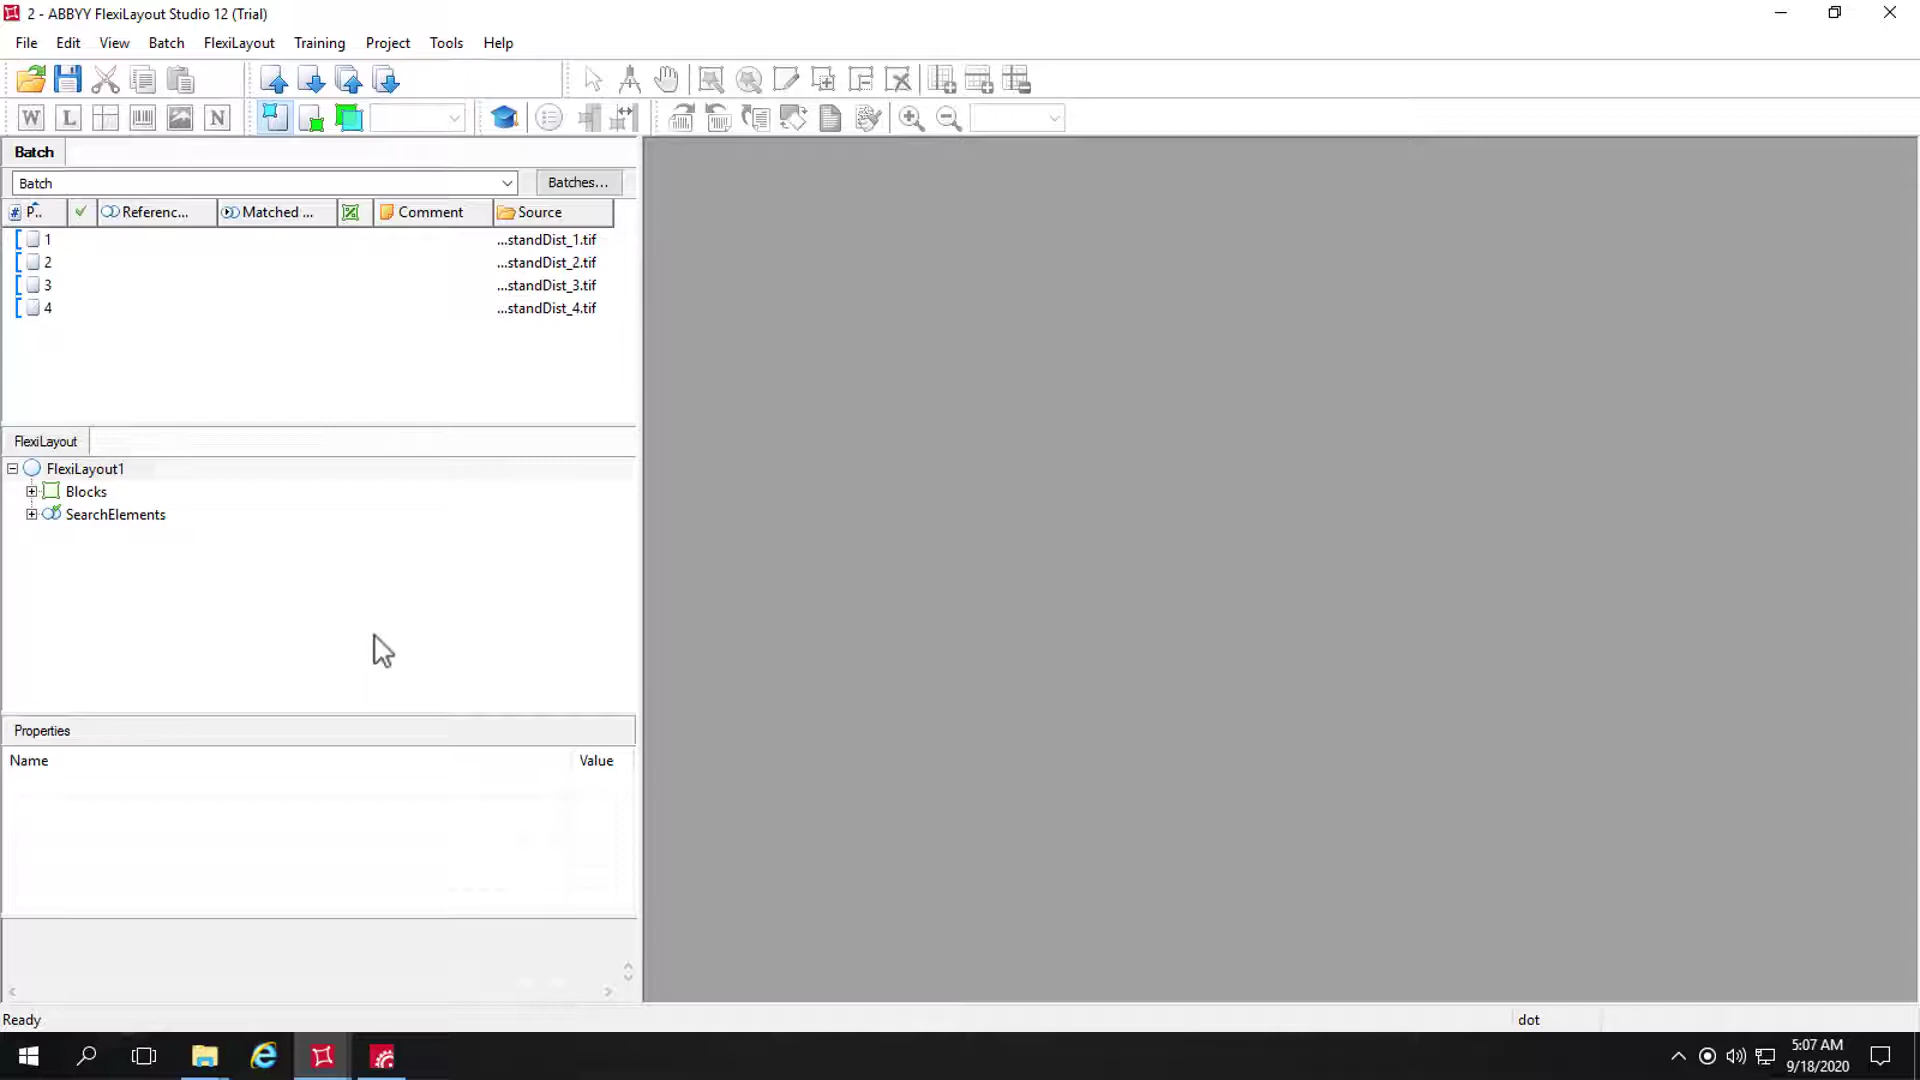 2 - ABBYY FlexiLayout Studio 12 (Trial)
File Edit View Batch FlexiLayout Training Project Tools Help
W L N
Batch
Batch Batches...
# P.. Referenc... Matched ... Comment Source
1 ...standDist_1.tif
2 ...standDist_2.tif
3 ...standDist_3.tif
4 ...standDist_4.tif
FlexiLayout
FlexiLayout1
Blocks
SearchElements
Properties
Name Value
Ready dot
5:07 AM
9/18/2020